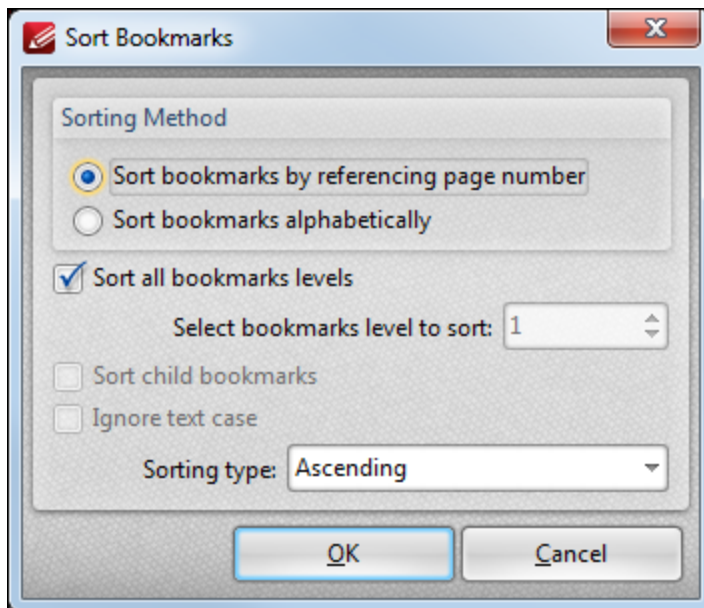 Sort Bookmarks
Sorting Method
Sort bookmarks by referencing page number
Sort bookmarks alphabetically
Sort all bookmarks levels
Select bookmarks level to sort: 1
Sort child bookmarks
Ignore text case
Sorting type: Ascending
OK Cancel